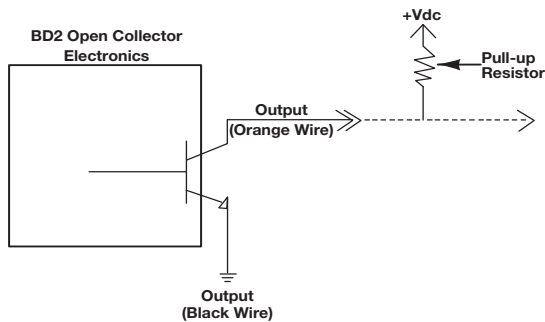 +Vdc
BD2 Open Collector
Electronics
Pull-up
Resistor
Output
(Orange Wire)
Output
(Black Wire)